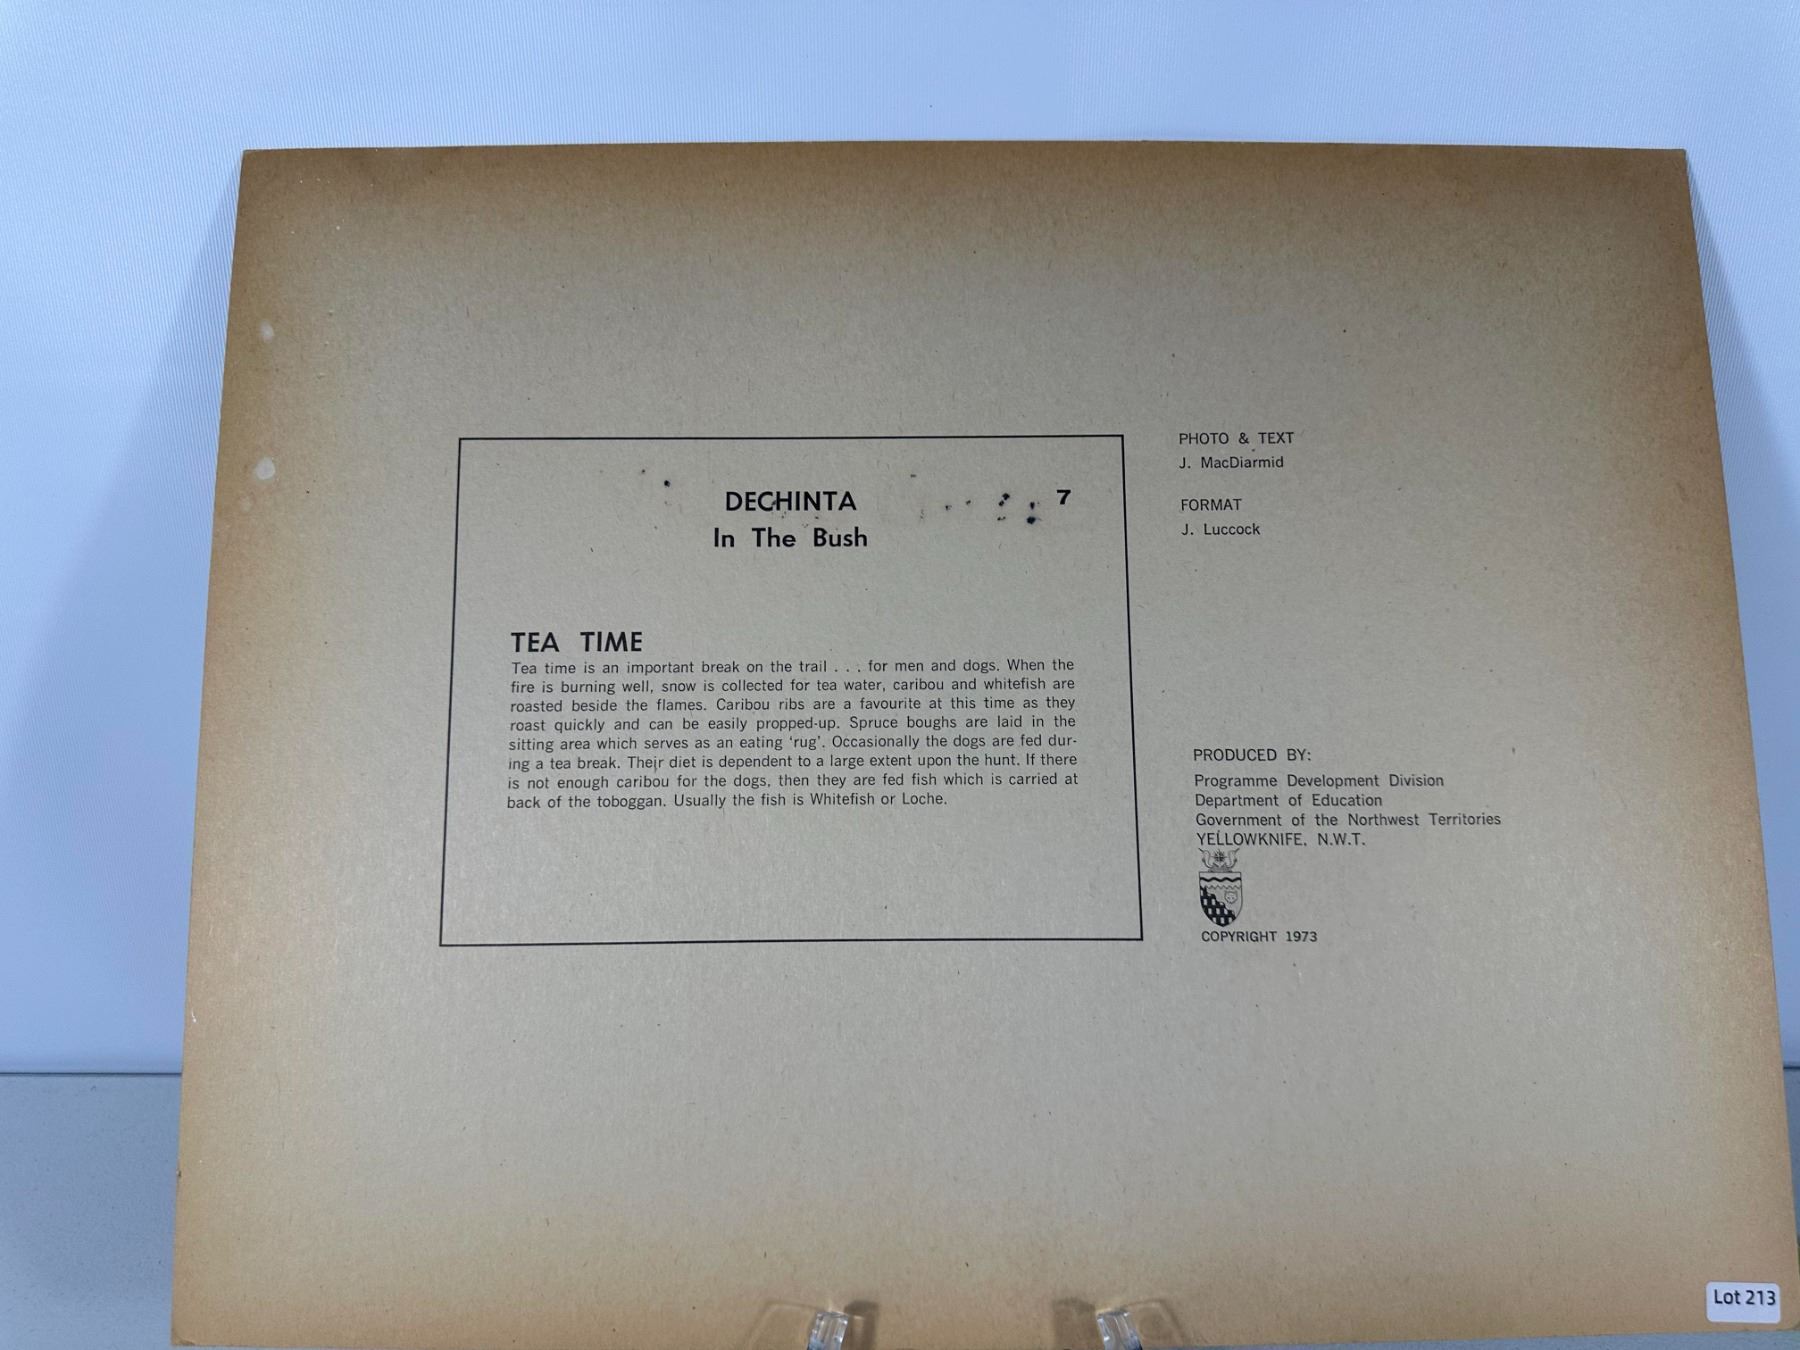 DECHINTA
7
In The Bush
TEA TIME
Tea time is an important break on the trail . . . for men and dogs. When the
fire is burning well, snow is collected for tea water, caribou and whitefish are
roasted beside the flames. Caribou ribs are a favourite at this time as they
roast quickly and can be easily propped-up. Spruce boughs are laid in the
sitting area which serves as an eating ‘rug’. Occasionally the dogs are fed dur-
ing a tea break. Their diet is dependent to a large extent upon the hunt. If there
is not enough caribou for the dogs, then they are fed fish which is carried at
back of the toboggan. Usually the fish is Whitefish or Loche.
PHOTO & TEXT
J. MacDiarmid
FORMAT
J. Luccock
PRODUCED BY:
Programme Development Division
Department of Education
Government of the Northwest Territories
YELLOWKNIFE, N.W.T.
COPYRIGHT 1973
Lot 213